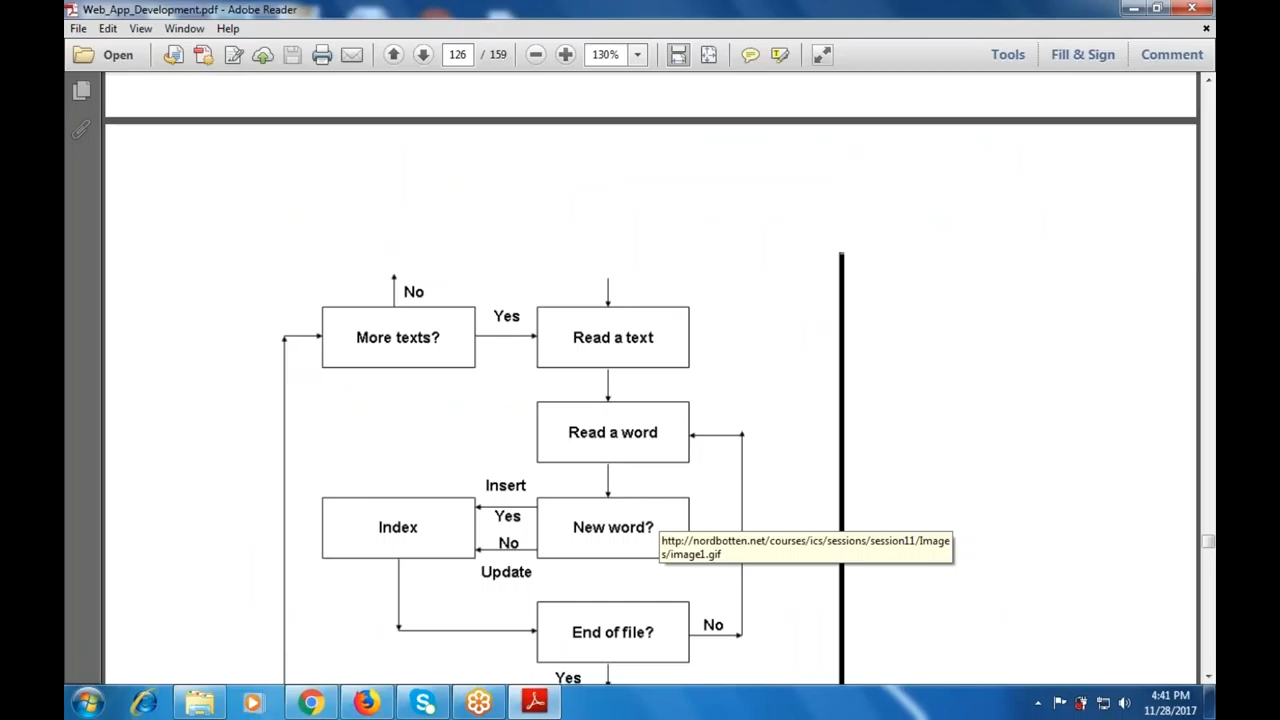 Web_App_Development.pdf - Adobe Reader
File Edit View Window Help
Open 126 / 159 130% Tools Fill & Sign Comment
No
Yes
More texts?
Read a text
Read a word
Insert
Index
Yes
New word?
No
Update
http://nordbotten.net/courses/ics/sessions/session11/Image
s/image1.gif
End of file?
No
Yes
4:41 PM
11/28/2017